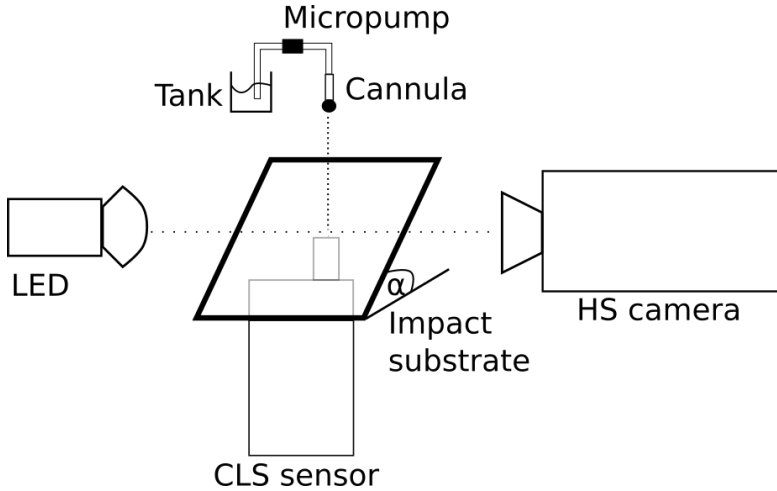 Micropump
Tank
Cannula
LED
α
HS camera
Impact
substrate
CLS sensor